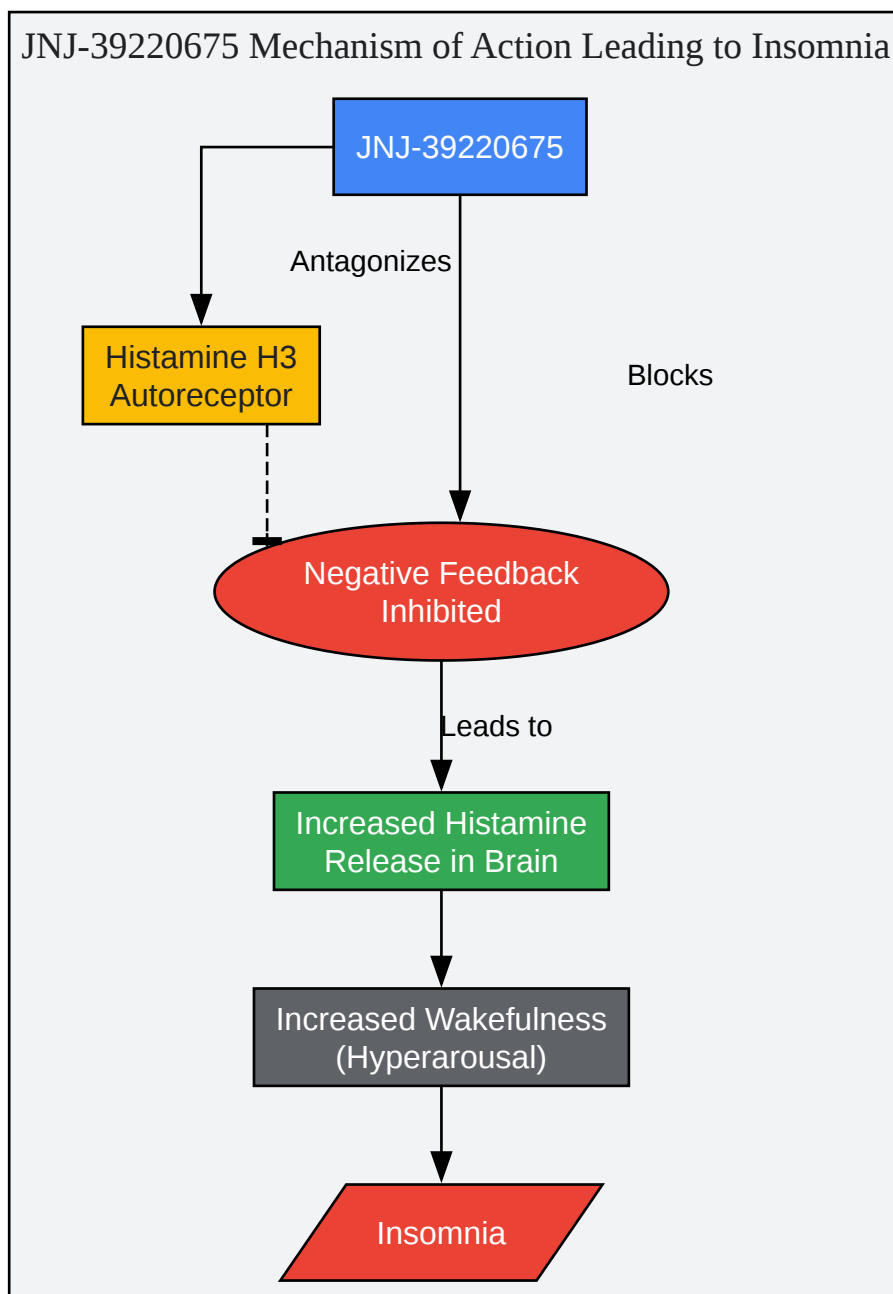 JNJ-39220675 Mechanism of Action Leading to Insomnia
JNJ-39220675
Antagonizes
Histamine H3
Autoreceptor
Blocks
Negative Feedback
Inhibited
Leads to
Increased Histamine
Release in Brain
Increased Wakefulness
(Hyperarousal)
Insomnia